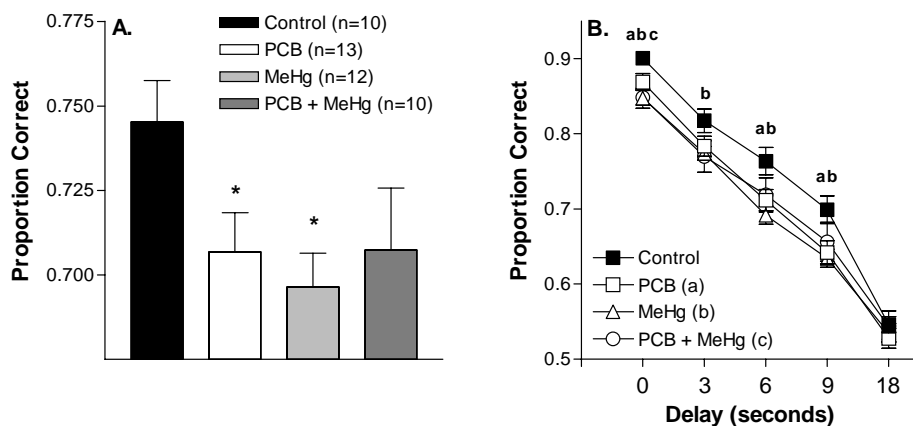 A.
Control (n=10)
PCB (n=13)
MeHg (n=12)
PCB + MeHg (n=10)
Proportion Correct
0.775
0.750
0.725
0.700
*
*
B.
Proportion Correct
0.9
0.8
0.7
0.6
0.5
abc
b
ab
ab
Control
PCB (a)
MeHg (b)
PCB + MeHg (c)
0 3 6 9 18
Delay (seconds)